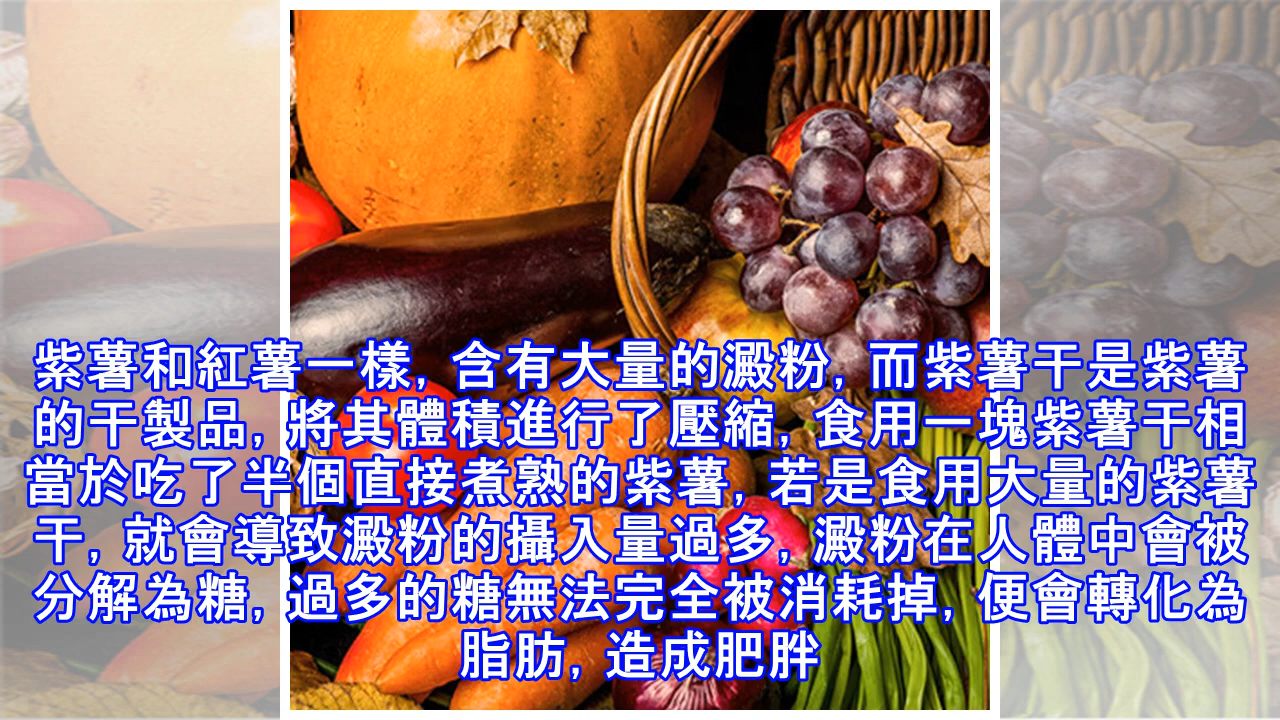 紫薯和紅薯一樣, 含有大量的澱粉, 而紫薯干是紫薯
的干製品, 將其體積進行了壓縮, 食用一塊紫薯干相
當於吃了半個直接煮熟的紫薯, 若是食用大量的紫薯
干, 就會導致澱粉的攝入量過多, 澱粉在人體中會被
分解為糖, 過多的糖無法完全被消耗掉, 便會轉化為
脂肪, 造成肥胖